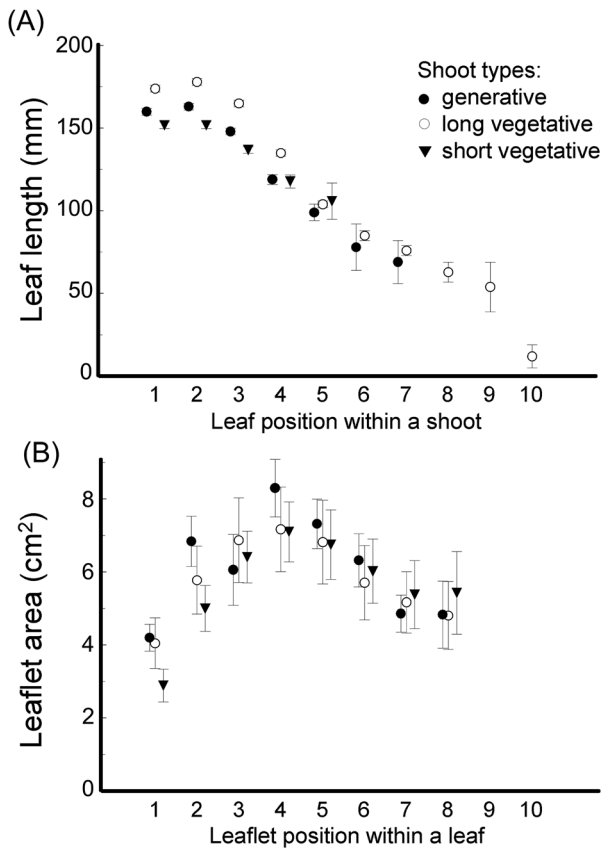 (A)
200
150
100
50
0
Leaf length (mm)
Shoot types:
generative
long vegetative
short vegetative
1 2 3 4 5 6 7 8 9 10
Leaf position within a shoot
(B)
8
6
4
2
0
Leaflet area (cm²)
1 2 3 4 5 6 7 8 9 10
Leaflet position within a leaf